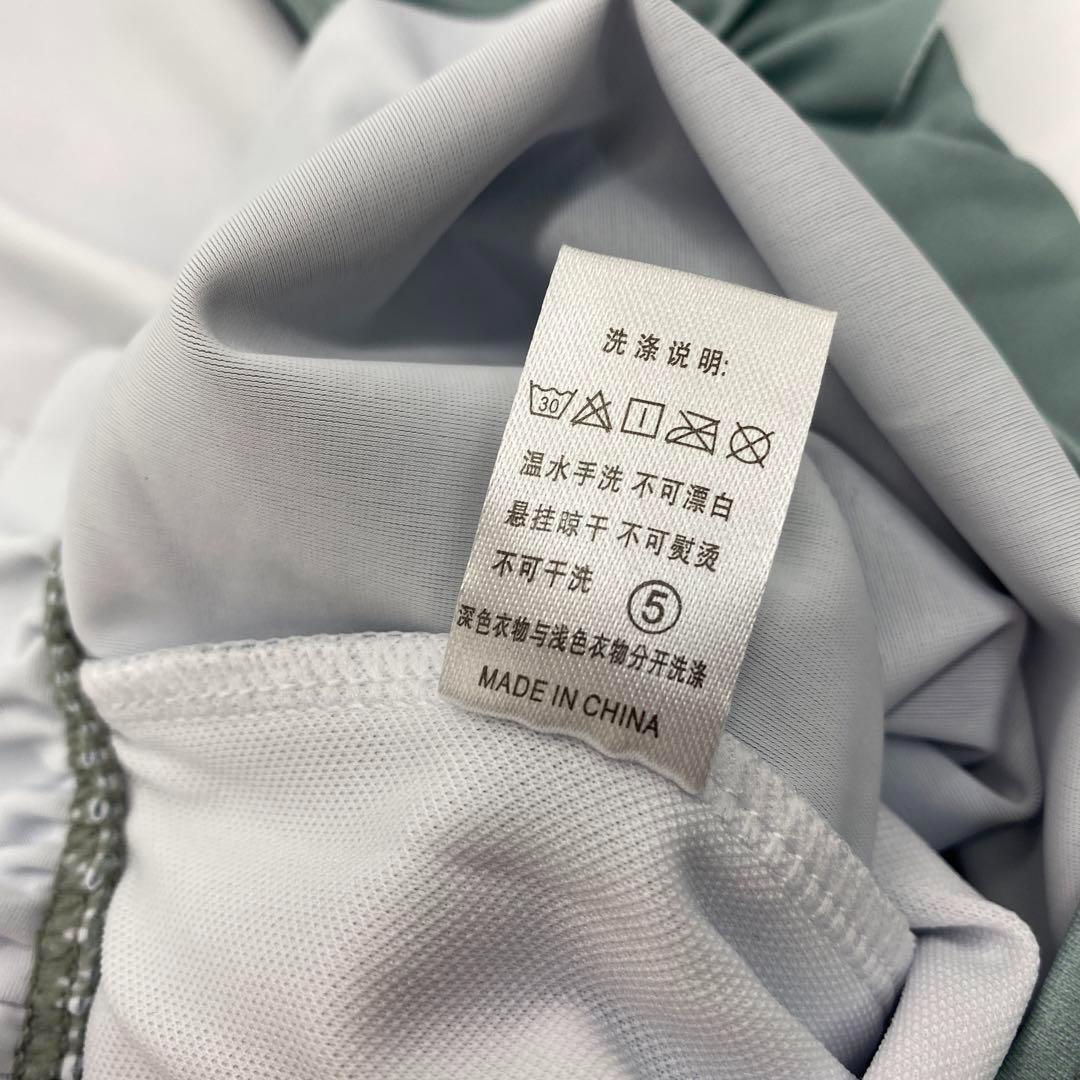 洗涤说明:
30
温水手洗 不可漂白
悬挂晾干 不可熨烫
不可干洗 ⑤
深色衣物与浅色衣物分开洗涤
MADE IN CHINA